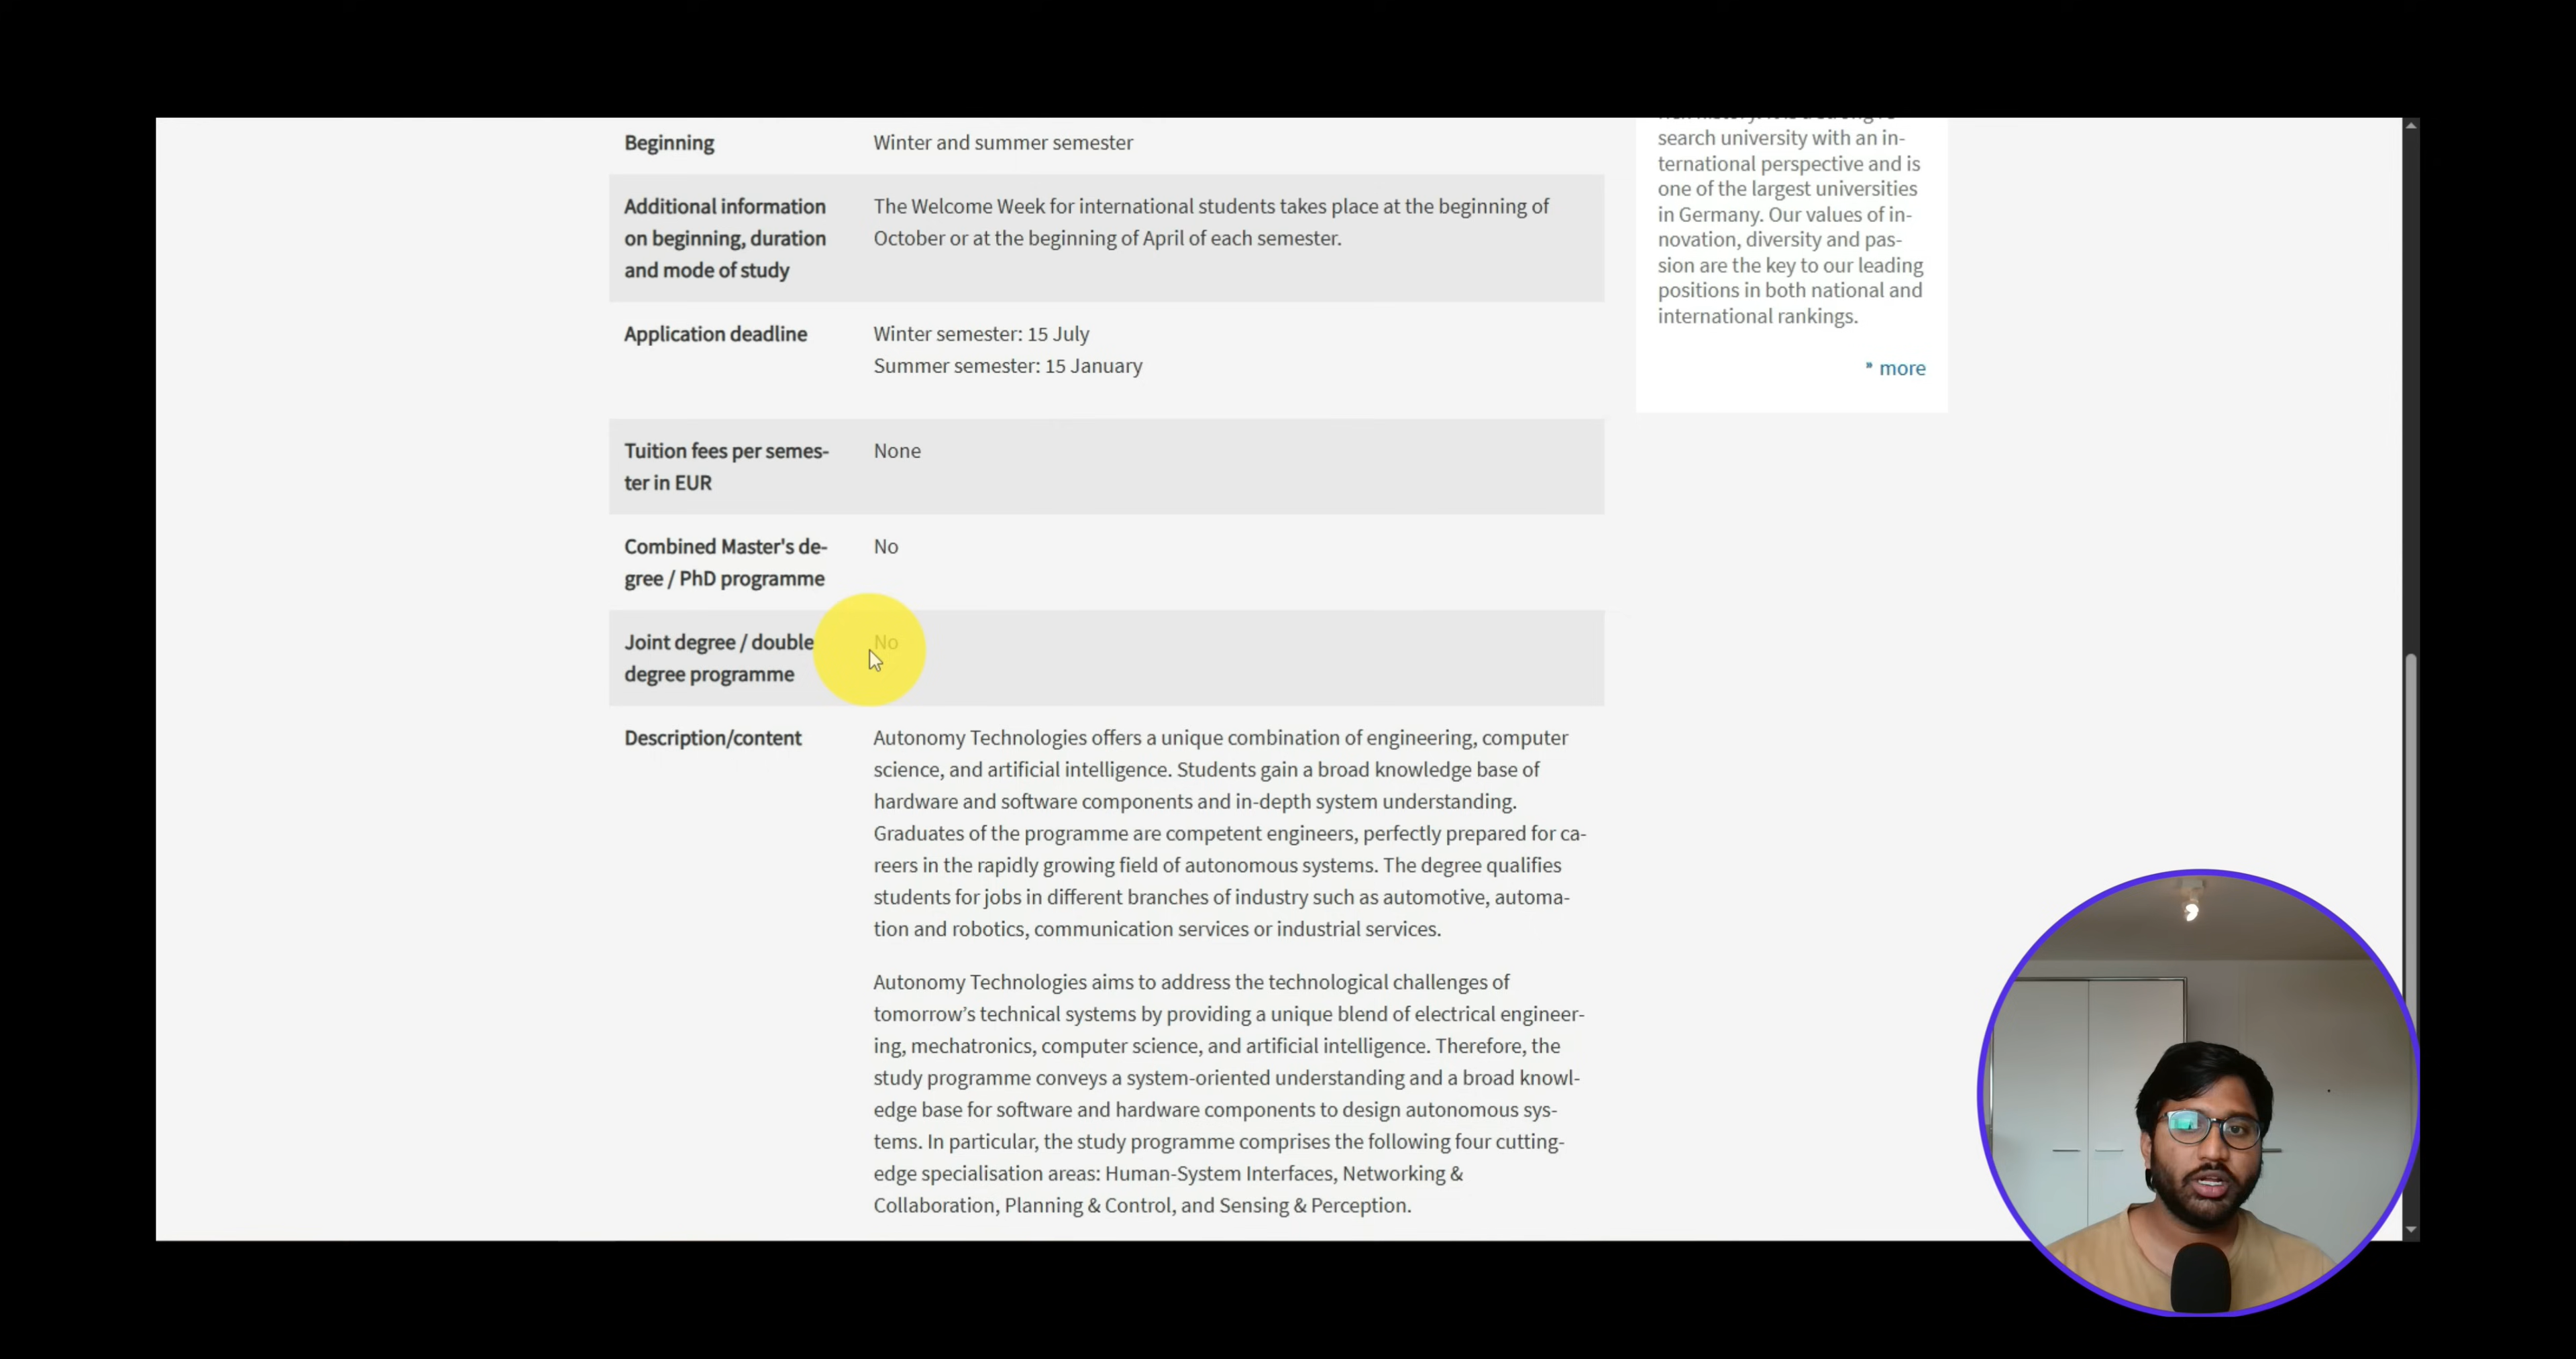 Beginning
Winter and summer semester
Additional information
on beginning, duration
and mode of study
The Welcome Week for international students takes place at the beginning of
October or at the beginning of April of each semester.
Application deadline
Winter semester: 15 July
Summer semester: 15 January
Tuition fees per semes-
ter in EUR
None
Combined Master's de-
gree / PhD programme
No
Joint degree / double
degree programme
No
Description/content
Autonomy Technologies offers a unique combination of engineering, computer
science, and artificial intelligence. Students gain a broad knowledge base of
hardware and software components and in-depth system understanding.
Graduates of the programme are competent engineers, perfectly prepared for ca-
reers in the rapidly growing field of autonomous systems. The degree qualifies
students for jobs in different branches of industry such as automotive, automa-
tion and robotics, communication services or industrial services.
Autonomy Technologies aims to address the technological challenges of
tomorrow's technical systems by providing a unique blend of electrical engineer-
ing, mechatronics, computer science, and artificial intelligence. Therefore, the
study programme conveys a system-oriented understanding and a broad knowl-
edge base for software and hardware components to design autonomous sys-
tems. In particular, the study programme comprises the following four cutting-
edge specialisation areas: Human-System Interfaces, Networking &
Collaboration, Planning & Control, and Sensing & Perception.
search university with an in-
ternational perspective and is
one of the largest universities
in Germany. Our values of in-
novation, diversity and pas-
sion are the key to our leading
positions in both national and
international rankings.
» more